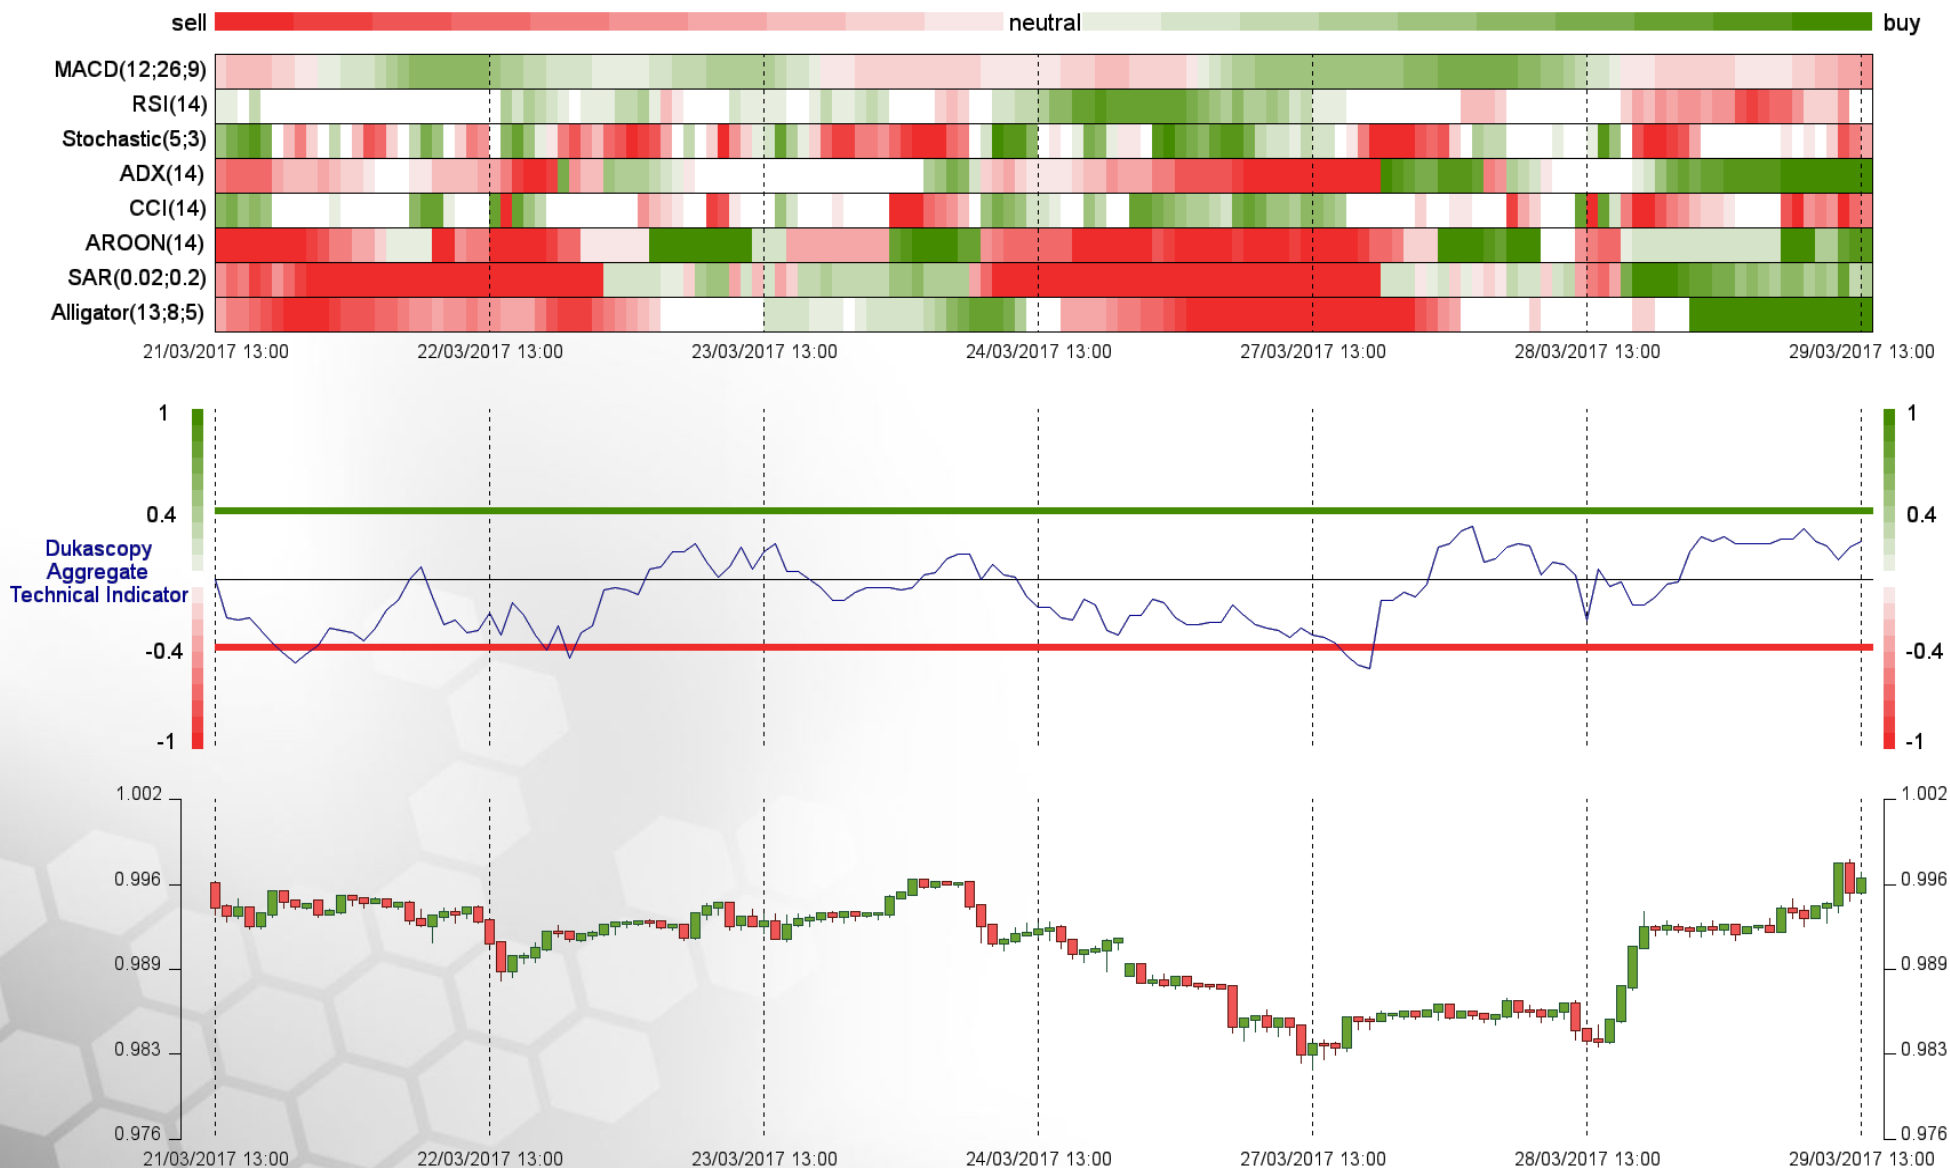 sell neutral buy
MACD(12;26;9)
RSI(14)
Stochastic(5;3)
ADX(14)
CCI(14)
AROON(14)
SAR(0.02;0.2)
Alligator(13;8;5)
21/03/2017 13:00 22/03/2017 13:00 23/03/2017 13:00 24/03/2017 13:00 27/03/2017 13:00 28/03/2017 13:00 29/03/2017 13:00
1 1
0.4 0.4
Dukascopy
Aggregate
Technical Indicator
-0.4 -0.4
-1 -1
1.002 1.002
0.996 0.996
0.989 0.989
0.983 0.983
0.976 0.976
21/03/2017 13:00 22/03/2017 13:00 23/03/2017 13:00 24/03/2017 13:00 27/03/2017 13:00 28/03/2017 13:00 29/03/2017 13:00